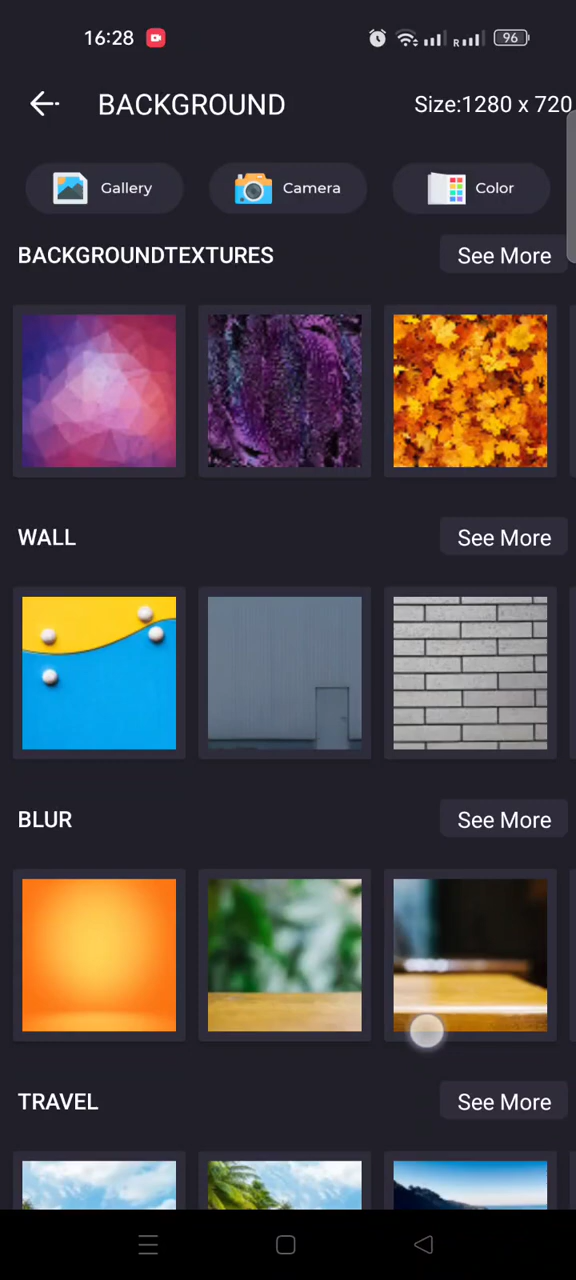 16:28 R 96
BACKGROUND Size:1280 x 720
Gallery Camera Color
BACKGROUNDTEXTURES See More
WALL See More
BLUR See More
TRAVEL See More